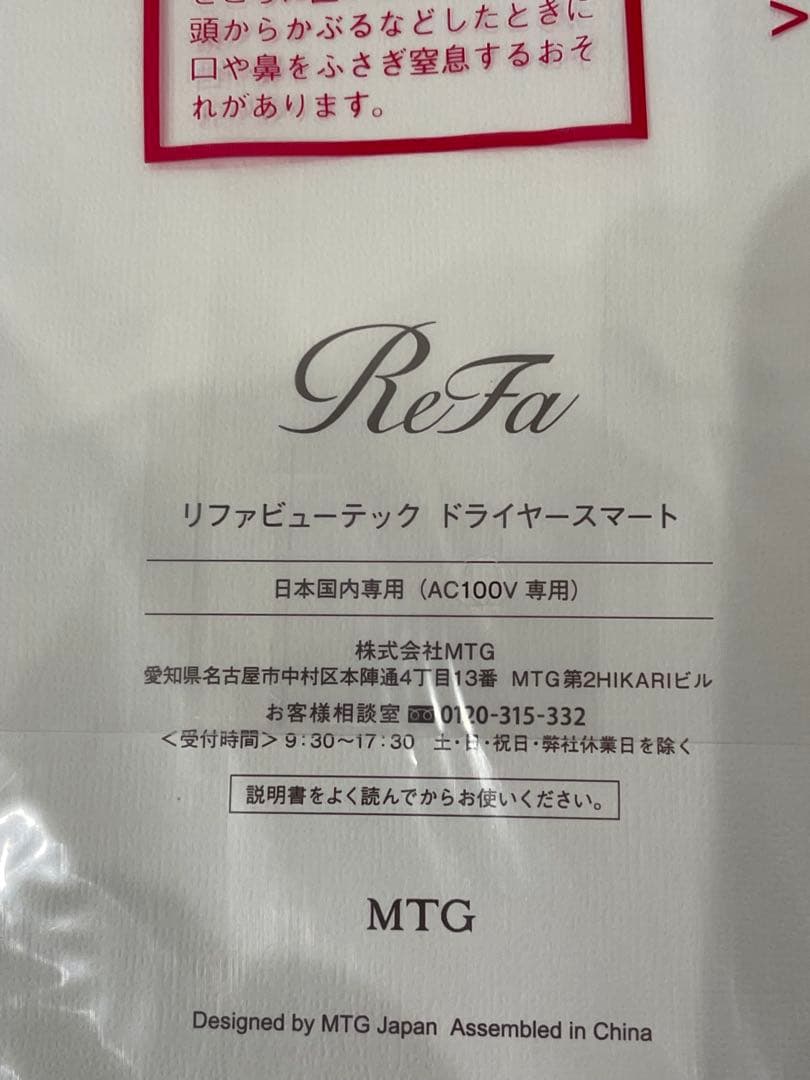 頭からかぶるなどしたときに
口や鼻をふさぎ窒息するおそ
れがあります。
ReFa
リファビューテック ドライヤースマート
日本国内専用（AC100V 専用）
株式会社MTG
愛知県名古屋市中村区本陣通4丁目13番 MTG第2HIKARIビル
お客様相談室 0120-315-332
＜受付時間＞9:30〜17:30 土・日・祝日・弊社休業日を除く
説明書をよく読んでからお使いください。
MTG
Designed by MTG Japan Assembled in China